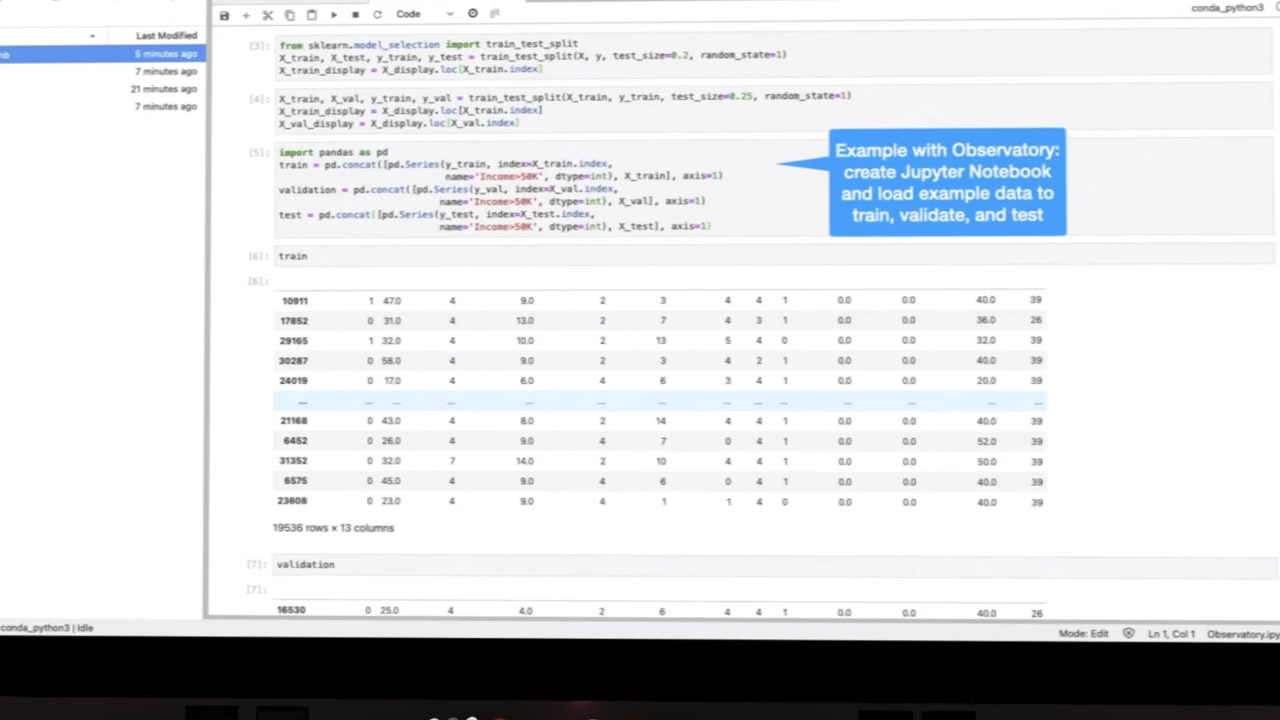 Code
conda_python3
Last Modified
nb 5 minutes ago
7 minutes ago
21 minutes ago
7 minutes ago
[3]: from sklearn.model_selection import train_test_split
X_train, X_test, y_train, y_test = train_test_split(X, y, test_size=0.2, random_state=1)
X_train_display = X_display.loc[X_train.index]
[4]: X_train, X_val, y_train, y_val = train_test_split(X_train, y_train, test_size=0.25, random_state=1)
X_train_display = X_display.loc[X_train.index]
X_val_display = X_display.loc[X_val.index]
[5]: import pandas as pd
train = pd.concat([pd.Series(y_train, index=X_train.index,
name='Income>50K', dtype=int), X_train], axis=1)
validation = pd.concat([pd.Series(y_val, index=X_val.index,
name='Income>50K', dtype=int), X_val], axis=1)
test = pd.concat([pd.Series(y_test, index=X_test.index,
name='Income>50K', dtype=int), X_test], axis=1)
Example with Observatory:
create Jupyter Notebook
and load example data to
train, validate, and test
[6]: train
[6]:
10911 1 47.0 4 9.0 2 3 4 4 1 0.0 0.0 40.0 39
17852 0 31.0 4 13.0 2 7 4 3 1 0.0 0.0 36.0 26
29165 1 32.0 4 10.0 2 13 5 4 0 0.0 0.0 32.0 39
30287 0 58.0 4 9.0 2 3 4 2 1 0.0 0.0 40.0 39
24019 0 17.0 4 6.0 4 6 3 4 1 0.0 0.0 20.0 39
... ... ... ... ... ... ... ... ... ... ... ... ... ...
21168 0 43.0 4 8.0 2 14 4 4 1 0.0 0.0 40.0 39
6452 0 26.0 4 9.0 4 7 0 4 1 0.0 0.0 52.0 39
31352 0 32.0 7 14.0 2 10 4 4 1 0.0 0.0 50.0 39
6575 0 45.0 4 9.0 4 6 0 4 1 0.0 0.0 40.0 39
23608 0 23.0 4 9.0 4 1 1 4 0 0.0 0.0 40.0 39
19536 rows × 13 columns
[7]: validation
[7]:
16530 0 25.0 4 4.0 2 6 4 4 1 0.0 0.0 40.0 26
conda_python3 | Idle
Mode: Edit Ln 1, Col 1 Observatory.ipy